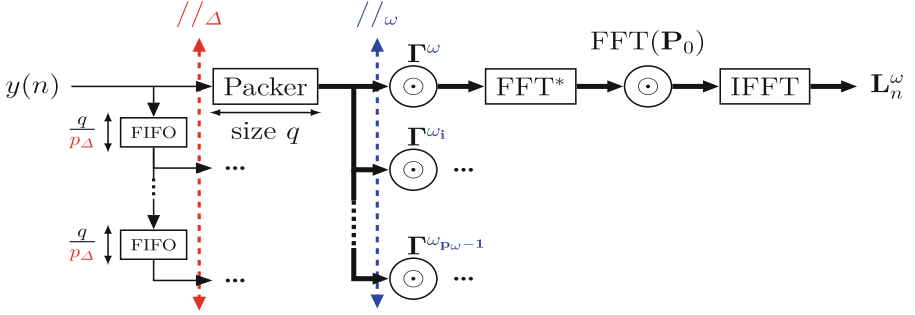 //Δ
//ω
y(n)
Packer
size q
Γ^ω
FFT*
FFT(P₀)
IFFT
L_n^ω
q/p_Δ
FIFO
...
Γ^{ω_i}
...
q/p_Δ
FIFO
...
Γ^{ω_{p_ω−1}}
...